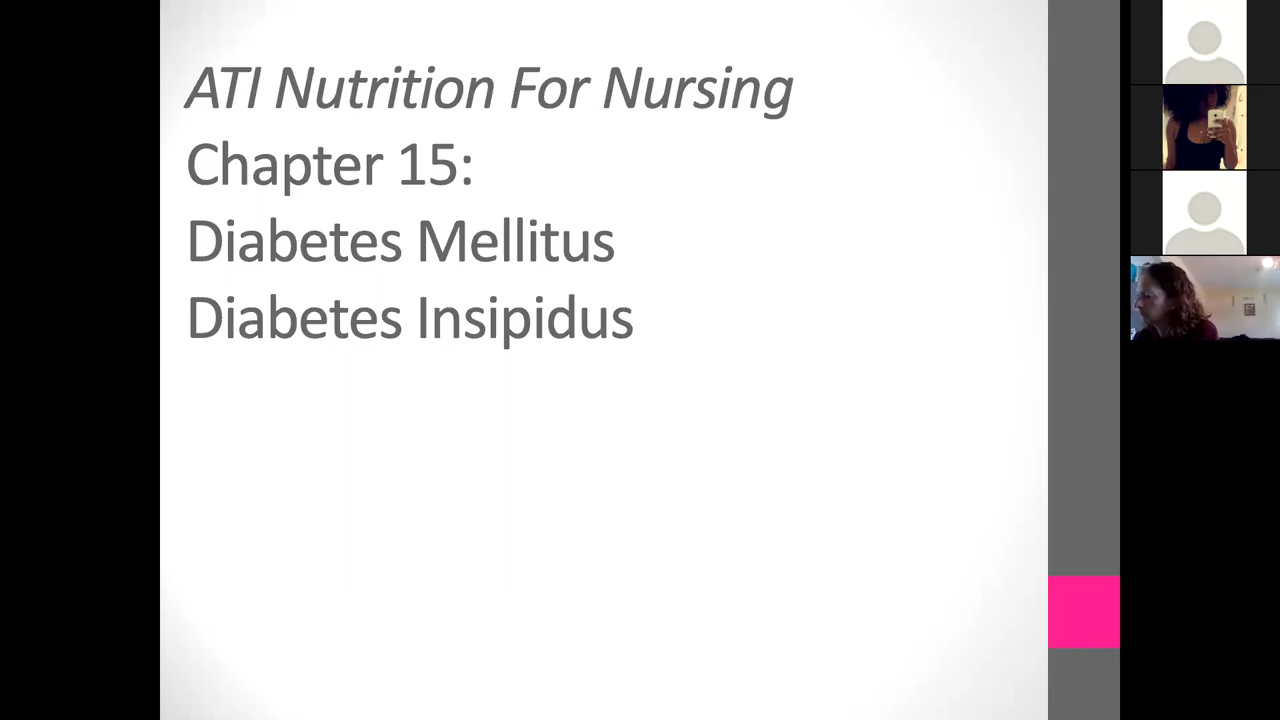 ATI Nutrition For Nursing
Chapter 15:
Diabetes Mellitus
Diabetes Insipidus